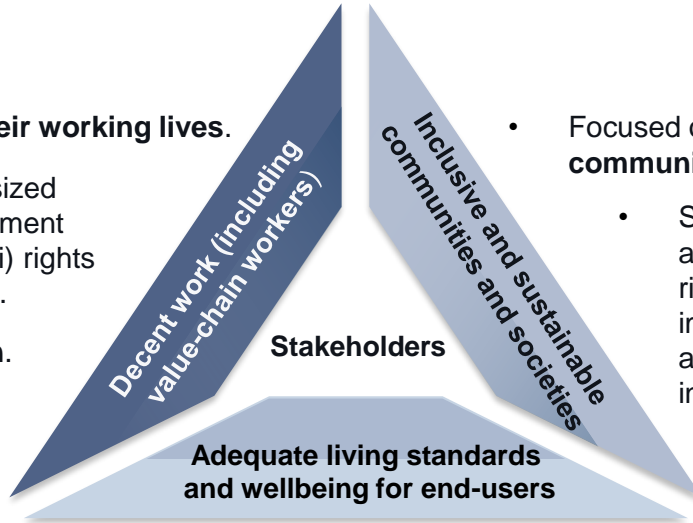 eir working lives.
sized
ment
i) rights
.
n.
Decent work (including
value-chain workers)
Stakeholders
Inclusive and sustainable
communities and societies
Adequate living standards
and wellbeing for end-users
• Focused
communi
• S
a
ri
in
a
in